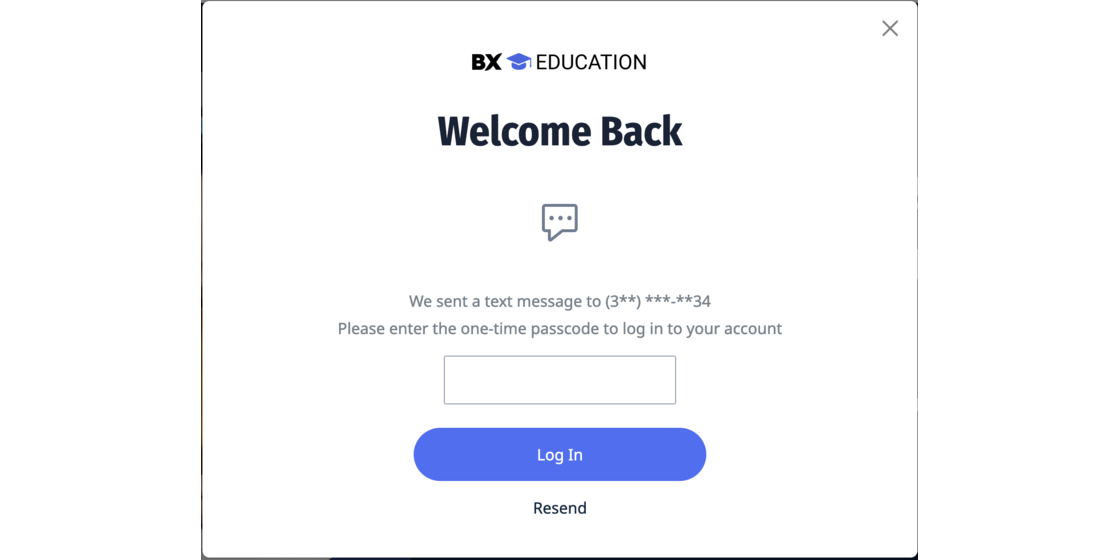 BX EDUCATION
Welcome Back
We sent a text message to (3**) ***-**34
Please enter the one-time passcode to log in to your account
Log In
Resend